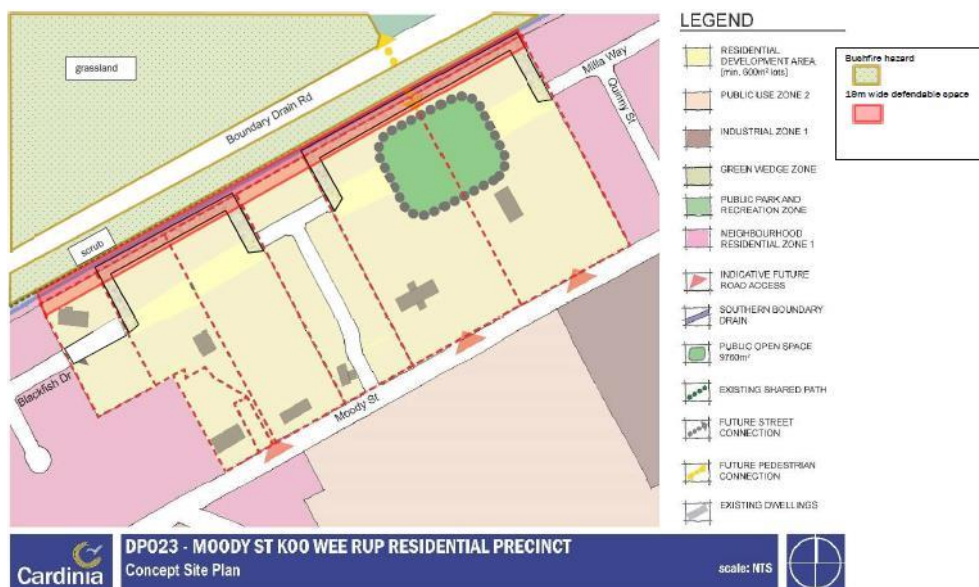 LEGEND
grassland
Boundary Drain Rd
Milla Way
Quinny St
scrub
Blackfish Dr
Moody St
RESIDENTIAL
DEVELOPMENT AREA
[min. 600m² lots]
PUBLIC USE ZONE 2
INDUSTRIAL ZONE 1
GREEN WEDGE ZONE
PUBLIC PARK AND
RECREATION ZONE
NEIGHBOURHOOD
RESIDENTIAL ZONE 1
INDICATIVE FUTURE
ROAD ACCESS
SOUTHERN BOUNDARY
DRAIN
PUBLIC OPEN SPACE
9760m²
EXISTING SHARED PATH
FUTURE STREET
CONNECTION
FUTURE PEDESTRIAN
CONNECTION
EXISTING DWELLINGS
Bushfire hazard
19m wide defendable space
Cardinia
DPO23 - MOODY ST KOO WEE RUP RESIDENTIAL PRECINCT
Concept Site Plan
scale: NTS